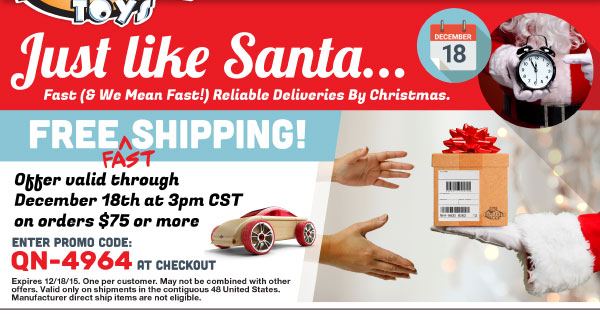 TOYS
Just like Santa...
DECEMBER
18
Fast (& We Mean Fast!) Reliable Deliveries By Christmas.
FREE SHIPPING!
FAST
Offer valid through
December 18th at 3pm CST
on orders $75 or more
ENTER PROMO CODE:
QN-4964 AT CHECKOUT
Expires 12/18/15. One per customer. May not be combined with other
offers. Valid only on shipments in the contiguous 48 United States.
Manufacturer direct ship items are not eligible.